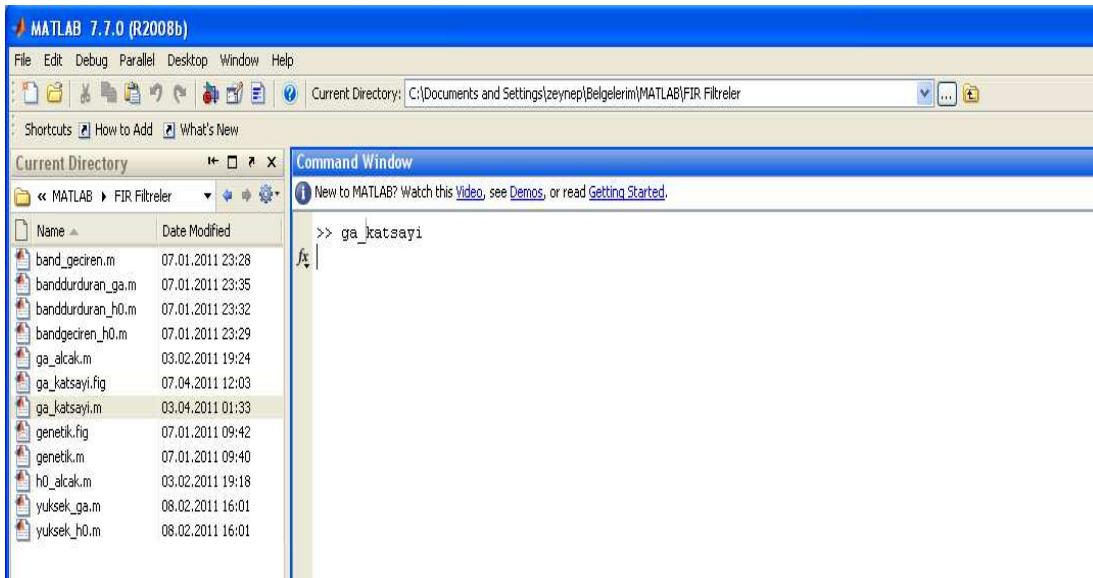 MATLAB 7.7.0 (R2008b)
File Edit Debug Parallel Desktop Window Help
Current Directory: C:\Documents and Settings\zeynep\Belgelerim\MATLAB\FIR Filtreler
Shortcuts How to Add What's New
Current Directory
« MATLAB FIR Filtreler
Name Date Modified
band_geciren.m 07.01.2011 23:28
banddurduran_ga.m 07.01.2011 23:35
banddurduran_h0.m 07.01.2011 23:32
bandgeciren_h0.m 07.01.2011 23:29
ga_alcak.m 03.02.2011 19:24
ga_katsayi.fig 07.04.2011 12:03
ga_katsayi.m 03.04.2011 01:33
genetik.fig 07.01.2011 09:42
genetik.m 07.01.2011 09:40
h0_alcak.m 03.02.2011 19:18
yuksek_ga.m 08.02.2011 16:01
yuksek_h0.m 08.02.2011 16:01
Command Window
New to MATLAB? Watch this Video, see Demos, or read Getting Started.
>> ga_katsayi
fx